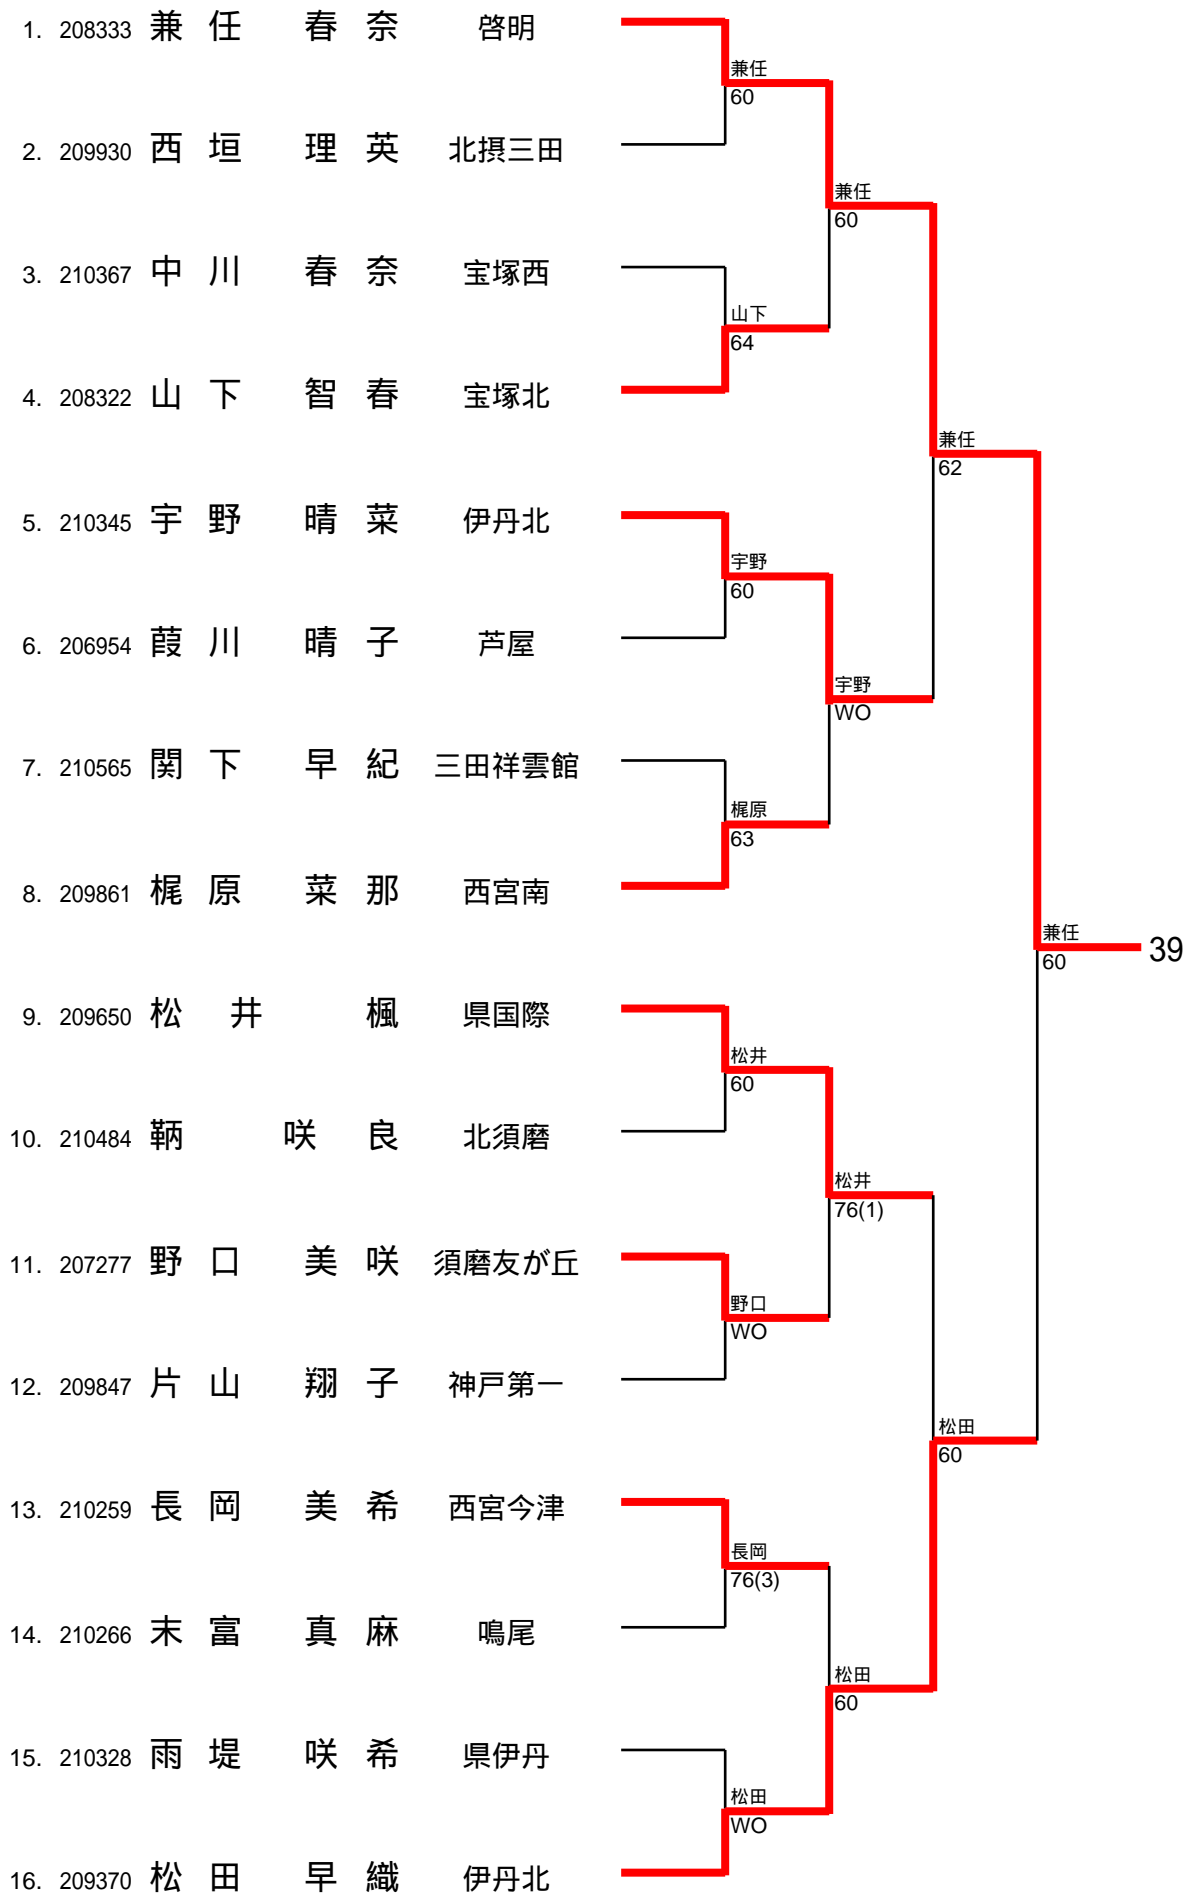 1. 208333 兼任 春奈 啓明
兼任
60
2. 209930 西垣 理英 北摂三田
兼任
60
3. 210367 中川 春奈 宝塚西
山下
64
4. 208322 山下 智春 宝塚北
兼任
62
5. 210345 宇野 晴菜 伊丹北
宇野
60
6. 206954 葭川 晴子 芦屋
宇野
WO
7. 210565 関下 早紀 三田祥雲館
梶原
63
8. 209861 梶原 菜那 西宮南
兼任
60
39
9. 209650 松井 楓 県国際
松井
60
10. 210484 鞆 咲良 北須磨
松井
76(1)
11. 207277 野口 美咲 須磨友が丘
野口
WO
12. 209847 片山 翔子 神戸第一
松田
60
13. 210259 長岡 美希 西宮今津
長岡
76(3)
14. 210266 末富 真麻 鳴尾
松田
60
15. 210328 雨堤 咲希 県伊丹
松田
WO
16. 209370 松田 早織 伊丹北